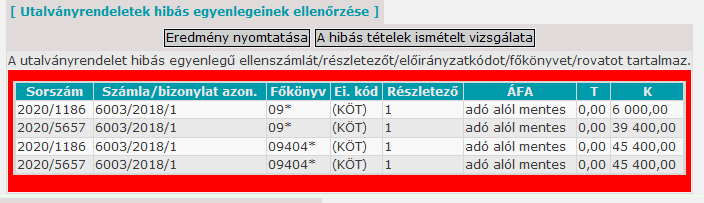 [ Utalványrendeletek hibás egyenlegeinek ellenőrzése ]
Eredmény nyomtatása A hibás tételek ismételt vizsgálata
A utalványrendelet hibás egyenlegű ellenszámlát/részletezőt/előirányzatkódot/főkönyvet/rovatot tartalmaz.
Sorszám Számla/bizonylat azon. Főkönyv Ei. kód Részletező ÁFA T K
2020/1186 6003/2018/1 09* (KÖT) 1 adó alól mentes 0,00 6 000,00
2020/5657 6003/2018/1 09* (KÖT) 1 adó alól mentes 0,00 39 400,00
2020/1186 6003/2018/1 09404* (KÖT) 1 adó alól mentes 0,00 45 400,00
2020/5657 6003/2018/1 09404* (KÖT) 1 adó alól mentes 0,00 45 400,00